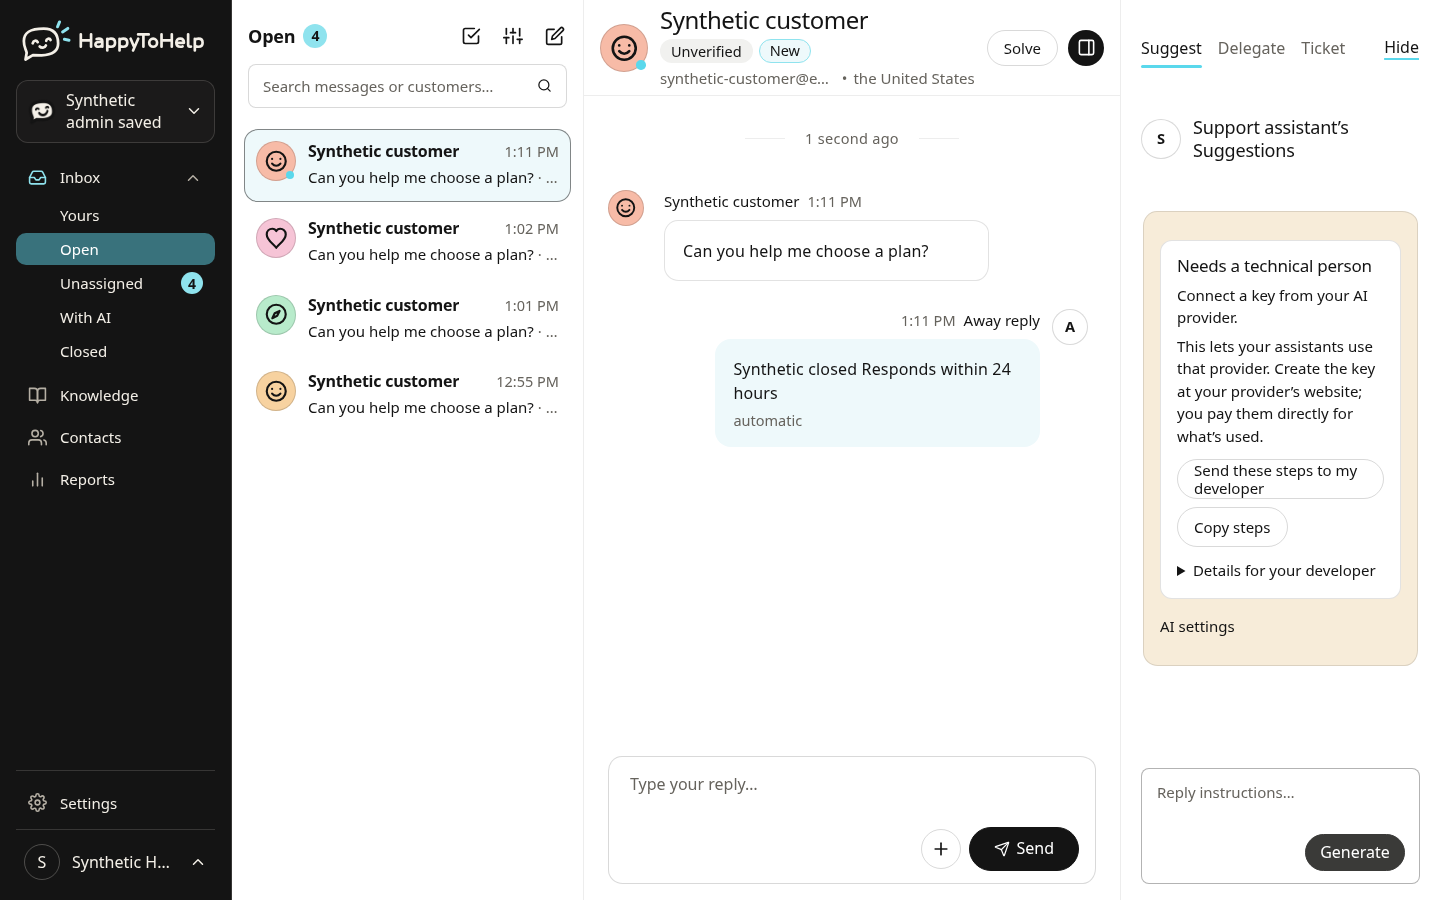 HappyToHelp
Synthetic
admin saved
Inbox
Yours
Open
Unassigned 4
With AI
Closed
Knowledge
Contacts
Reports
Settings
S Synthetic H...
Open 4
Search messages or customers...
Synthetic customer 1:11 PM
Can you help me choose a plan? · ...
Synthetic customer 1:02 PM
Can you help me choose a plan? · ...
Synthetic customer 1:01 PM
Can you help me choose a plan? · ...
Synthetic customer 12:55 PM
Can you help me choose a plan? · ...
Synthetic customer
Unverified New
synthetic-customer@e... • the United States
Solve
1 second ago
Synthetic customer 1:11 PM
Can you help me choose a plan?
1:11 PM Away reply A
Synthetic closed Responds within 24
hours
automatic
Type your reply...
Send
Suggest Delegate Ticket Hide
S Support assistant’s
Suggestions
Needs a technical person
Connect a key from your AI
provider.
This lets your assistants use
that provider. Create the key
at your provider’s website;
you pay them directly for
what’s used.
Send these steps to my
developer
Copy steps
Details for your developer
AI settings
Reply instructions...
Generate